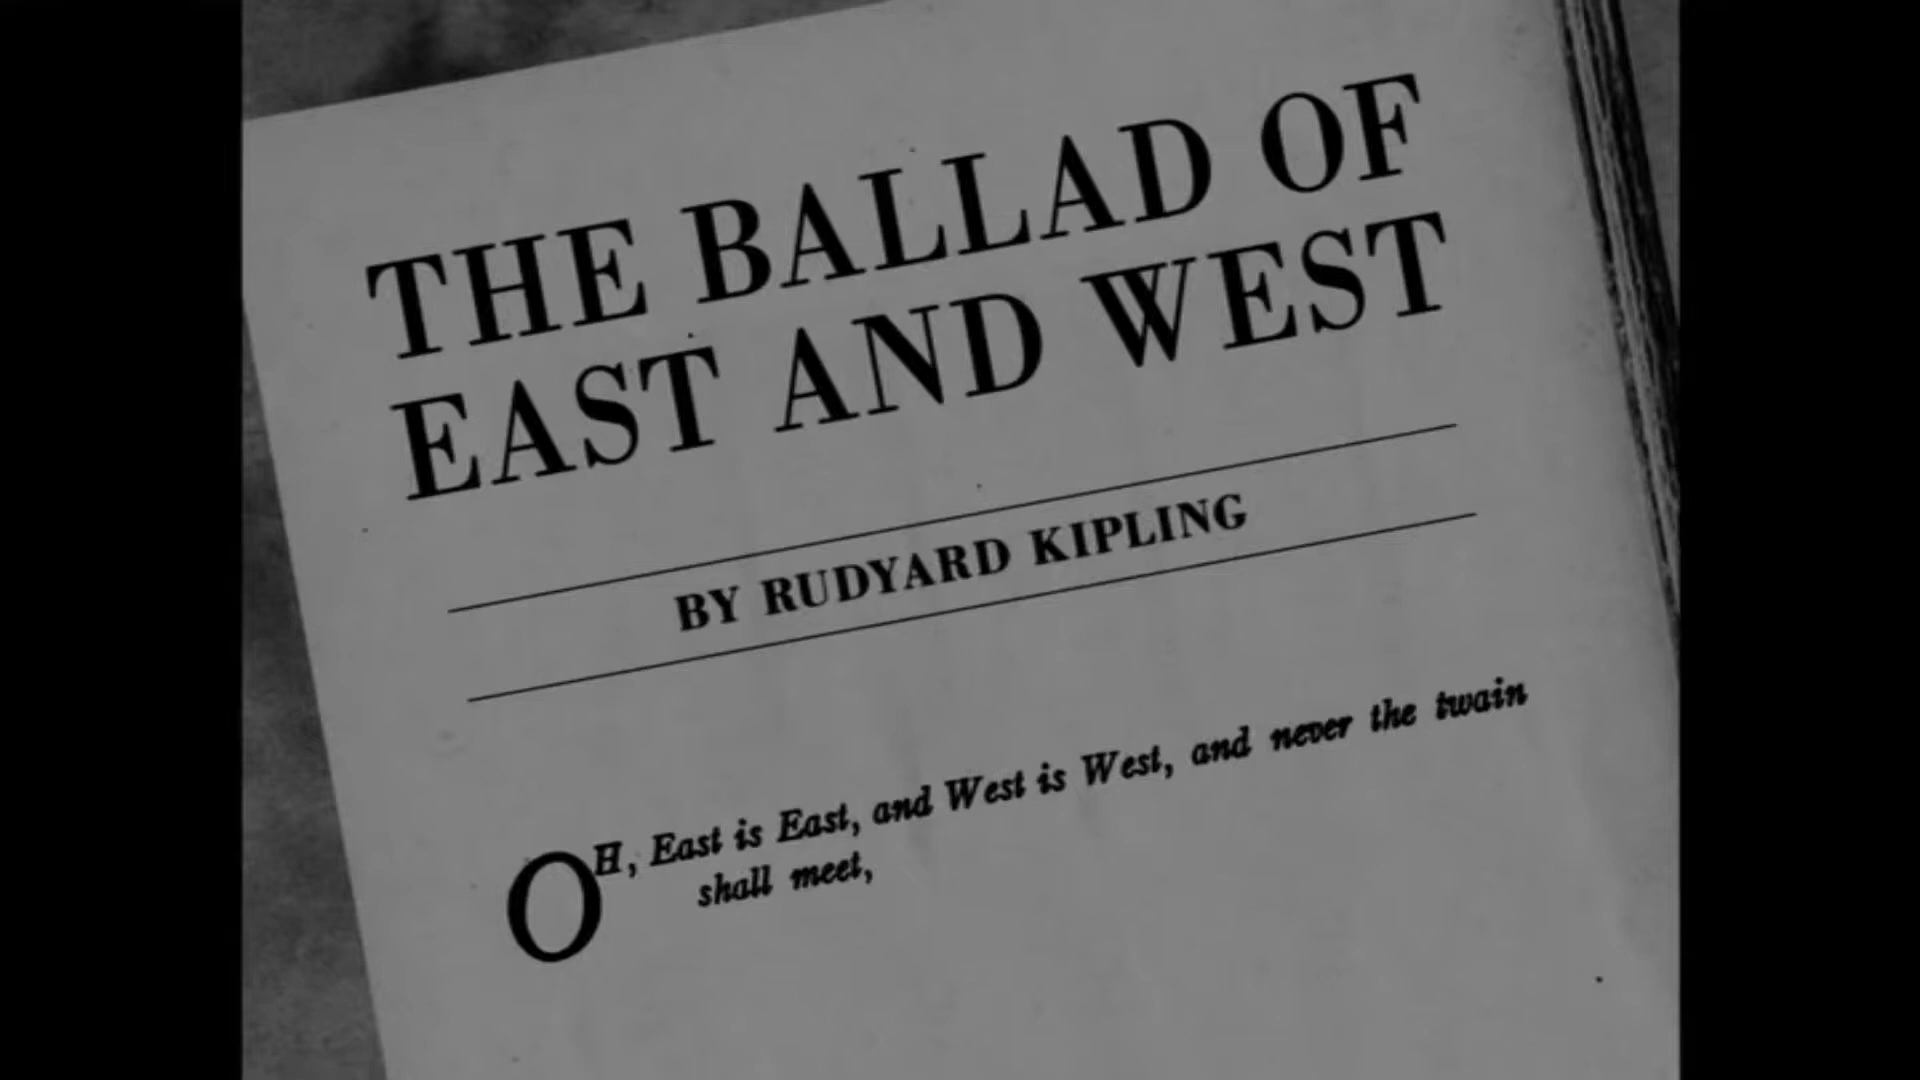 THE BALLAD OF
EAST AND WEST
BY RUDYARD KIPLING
OH, East is East, and West is West, and never the twain
shall meet,